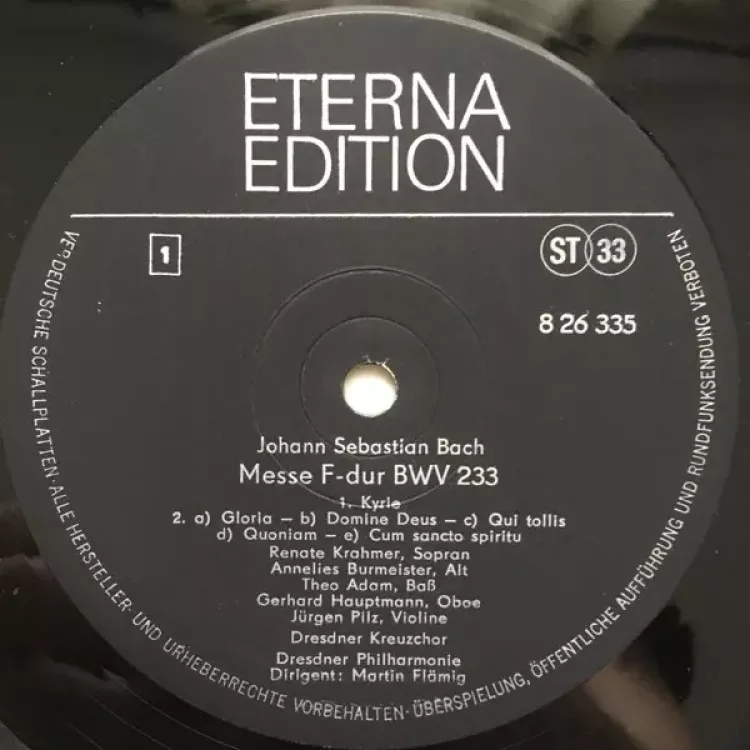 ETERNA
EDITION
1
ST 33
8 26 335
Johann Sebastian Bach
Messe F-dur BWV 233
1. Kyrie
2. a) Gloria – b) Domine Deus – c) Qui tollis
d) Quoniam – e) Cum sancto spiritu
Renate Krahmer, Sopran
Annelies Burmeister, Alt
Theo Adam, Baß
Gerhard Hauptmann, Oboe
Jürgen Pilz, Violine
Dresdner Kreuzchor
Dresdner Philharmonie
Dirigent: Martin Flämig
VEB DEUTSCHE SCHALLPLATTEN · ALLE HERSTELLER- UND URHEBERRECHTE VORBEHALTEN · ÜBERSPIELUNG, ÖFFENTLICHE AUFFÜHRUNG UND RUNDFUNKSENDUNG VERBOTEN